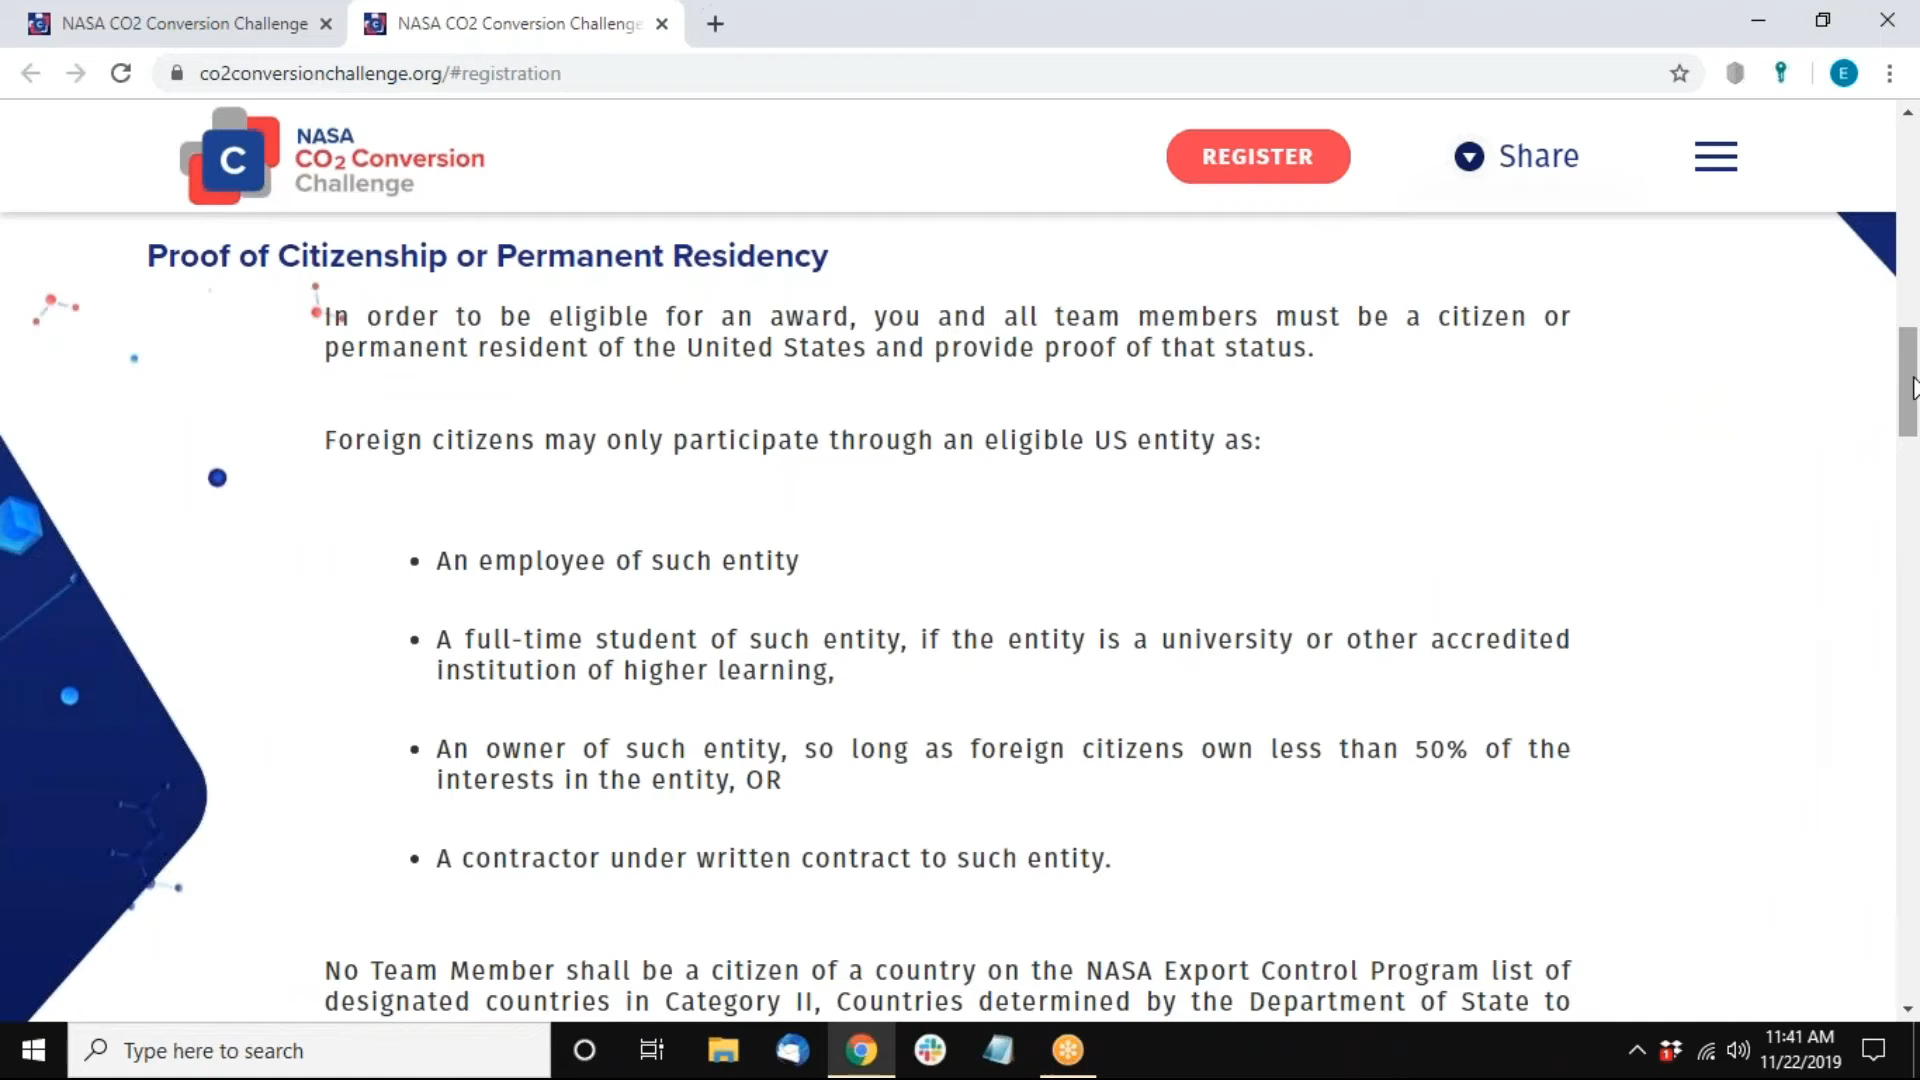 NASA CO2 Conversion Challenge
NASA CO2 Conversion Challenge
co2conversionchallenge.org/#registration
E
C
NASA
CO2 Conversion
Challenge
REGISTER
Share
Proof of Citizenship or Permanent Residency
In order to be eligible for an award, you and all team members must be a citizen or
permanent resident of the United States and provide proof of that status.
Foreign citizens may only participate through an eligible US entity as:
• An employee of such entity
• A full-time student of such entity, if the entity is a university or other accredited
institution of higher learning,
• An owner of such entity, so long as foreign citizens own less than 50% of the
interests in the entity, OR
• A contractor under written contract to such entity.
No Team Member shall be a citizen of a country on the NASA Export Control Program list of
designated countries in Category II, Countries determined by the Department of State to
Type here to search
1
11:41 AM
11/22/2019